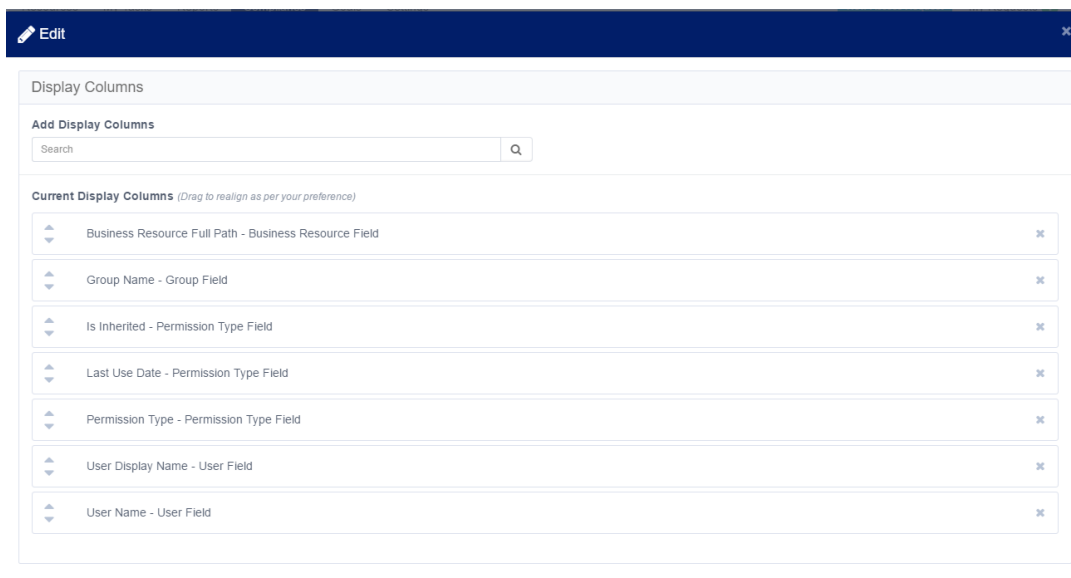 Edit
Display Columns
Add Display Columns
Search
Current Display Columns (Drag to realign as per your preference)
Business Resource Full Path - Business Resource Field
Group Name - Group Field
Is Inherited - Permission Type Field
Last Use Date - Permission Type Field
Permission Type - Permission Type Field
User Display Name - User Field
User Name - User Field